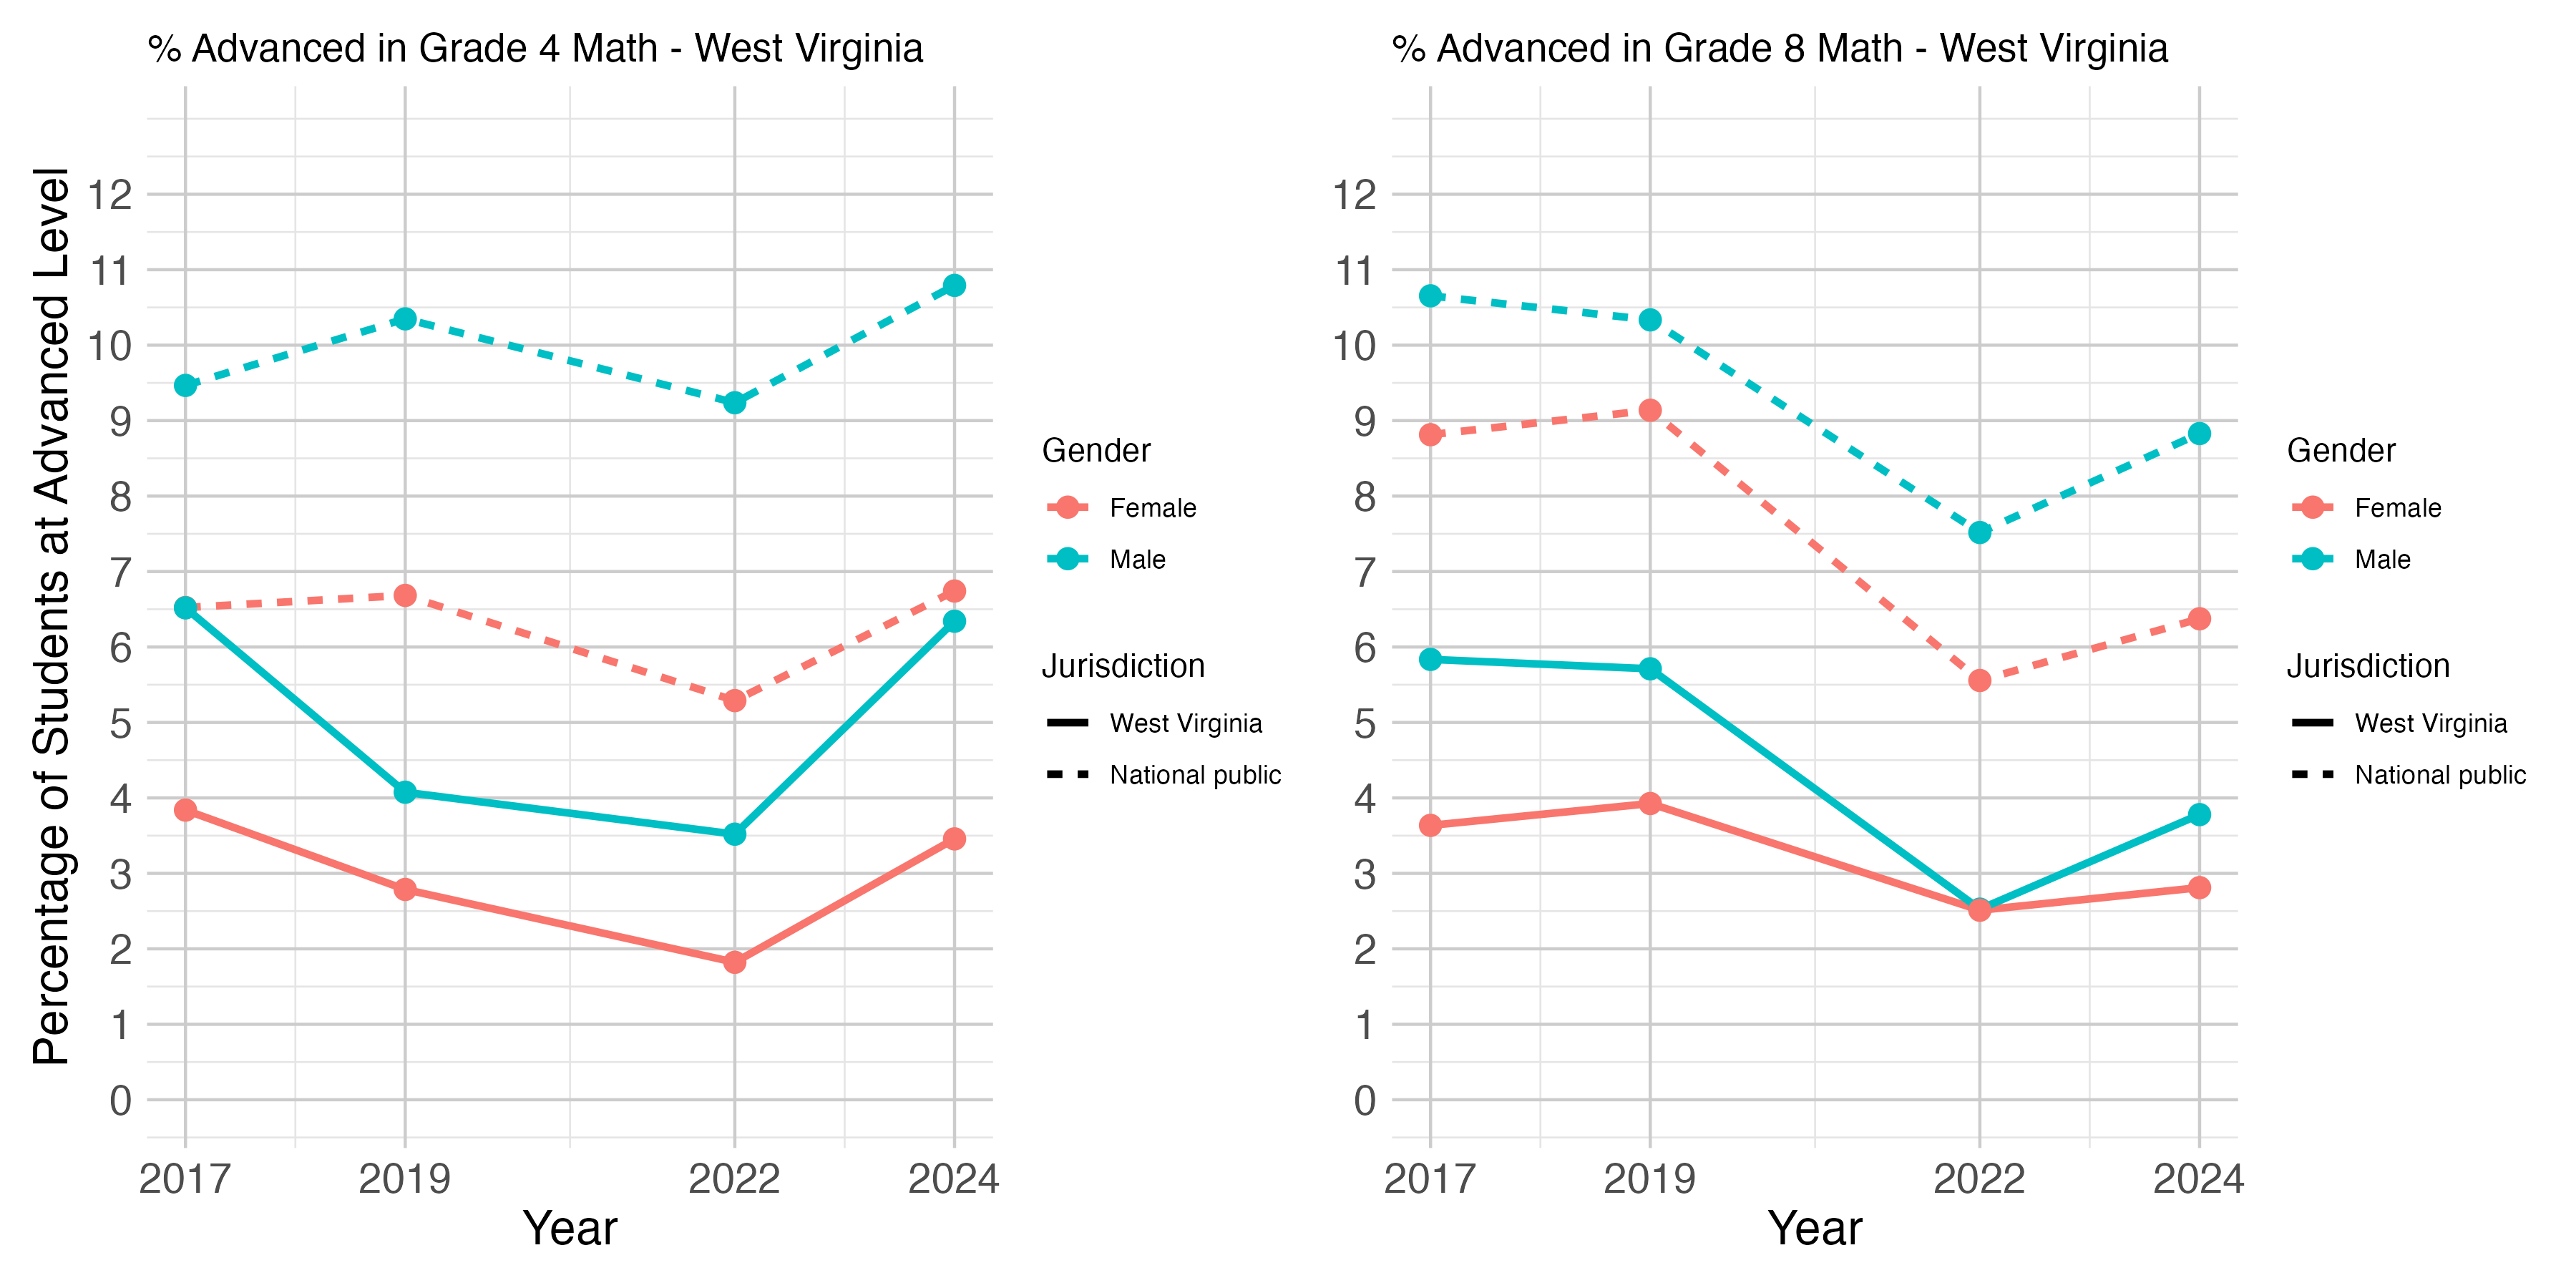 % Advanced in Grade 4 Math - West Virginia
Percentage of Students at Advanced Level
12
11
10
9
8
7
6
5
4
3
2
1
0
2017 2019 2022 2024
Year
Gender
Female
Male
Jurisdiction
West Virginia
National public
% Advanced in Grade 8 Math - West Virginia
12
11
10
9
8
7
6
5
4
3
2
1
0
2017 2019 2022 2024
Year
Gender
Female
Male
Jurisdiction
West Virginia
National public